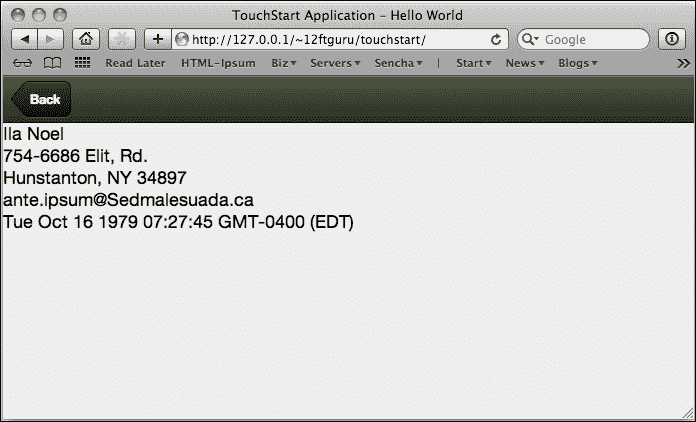 TouchStart Application – Hello World
http://127.0.0.1/~12ftguru/touchstart/
Google
Read Later HTML-Ipsum Biz Servers Sencha Start News Blogs
Back
Ila Noel
754-6686 Elit, Rd.
Hunstanton, NY 34897
ante.ipsum@Sedmalesuada.ca
Tue Oct 16 1979 07:27:45 GMT-0400 (EDT)